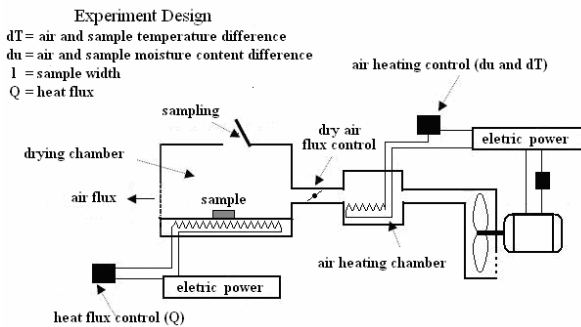 Experiment Design
dT= air and sample temperature difference
du = air and sample moisture content difference
l = sample width
Q = heat flux
air heating control (du and dT)
sampling
dry air
flux control
eletric power
drying chamber
air flux
sample
air heating chamber
eletric power
heat flux control (Q)